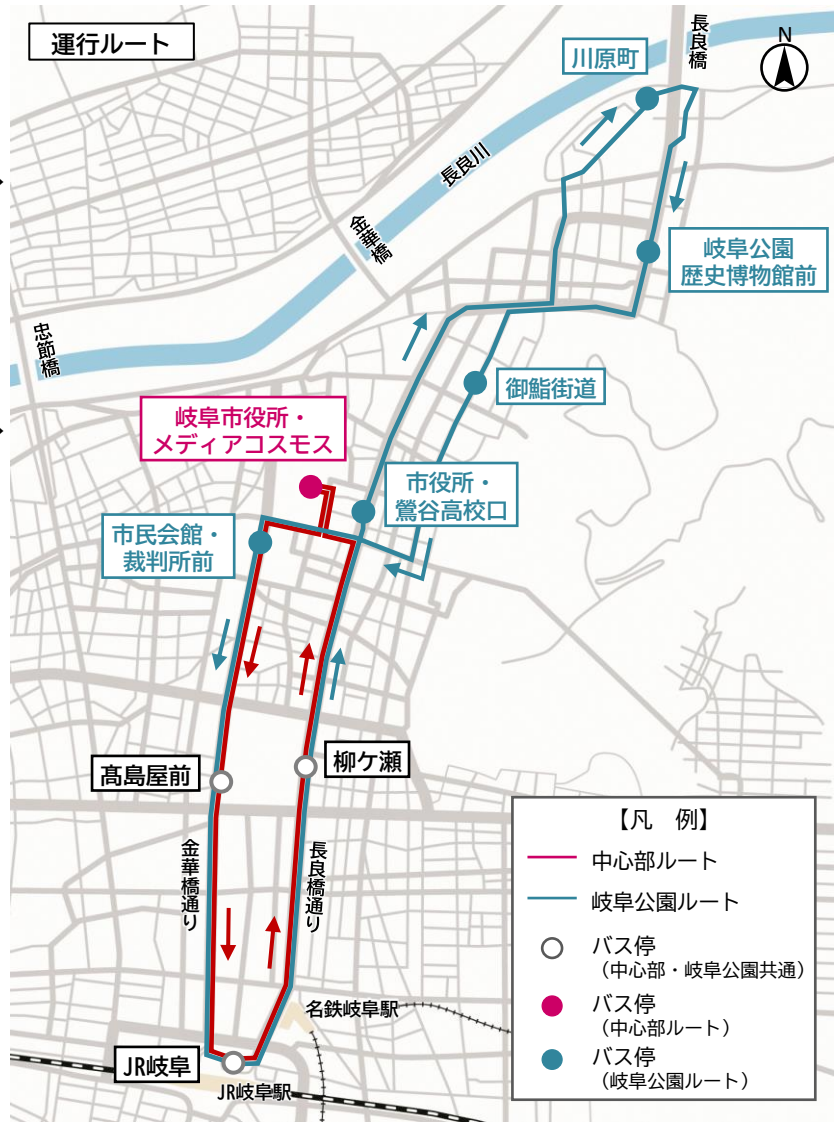 運行ルート
N
長良橋
川原町
長良川
金華橋
岐阜公園
歴史博物館前
忠節橋
御鮨街道
岐阜市役所・
メディアコスモス
市役所・
鶯谷高校口
市民会館・
裁判所前
髙島屋前
柳ケ瀬
金華橋通り
長良橋通り
名鉄岐阜駅
JR岐阜
JR岐阜駅
【凡　例】
中心部ルート
岐阜公園ルート
バス停
（中心部・岐阜公園共通）
バス停
（中心部ルート）
バス停
（岐阜公園ルート）